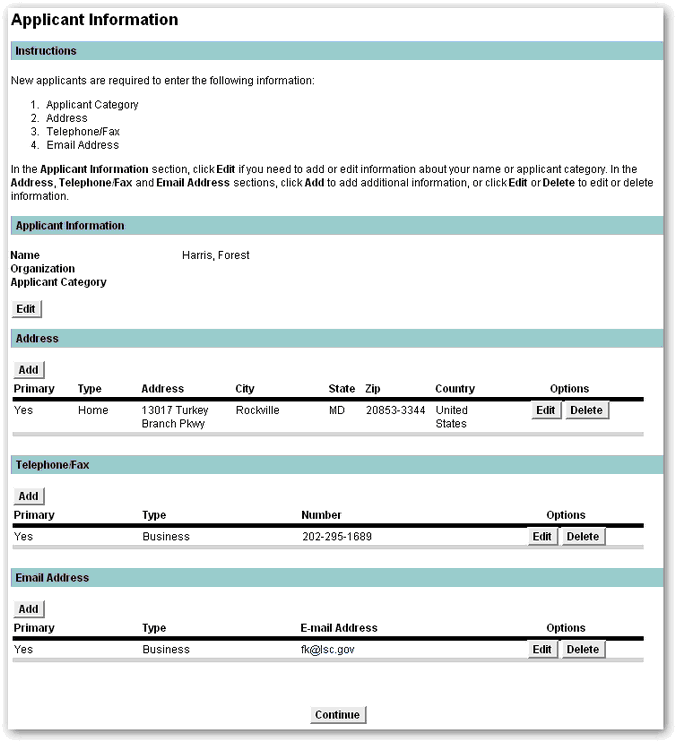 Applicant Information
Instructions
New applicants are required to enter the following information:
1. Applicant Category
2. Address
3. Telephone/Fax
4. Email Address
In the Applicant Information section, click Edit if you need to add or edit information about your name or applicant category. In the
Address, Telephone/Fax and Email Address sections, click Add to add additional information, or click Edit or Delete to edit or delete
information.
Applicant Information
Name Harris, Forest
Organization
Applicant Category
Edit
Address
Add
Primary Type Address City State Zip Country Options
Yes Home 13017 Turkey Rockville MD 20853-3344 United Edit Delete
Branch Pkwy States
Telephone/Fax
Add
Primary Type Number Options
Yes Business 202-295-1689 Edit Delete
Email Address
Add
Primary Type E-mail Address Options
Yes Business fk@lsc.gov Edit Delete
Continue